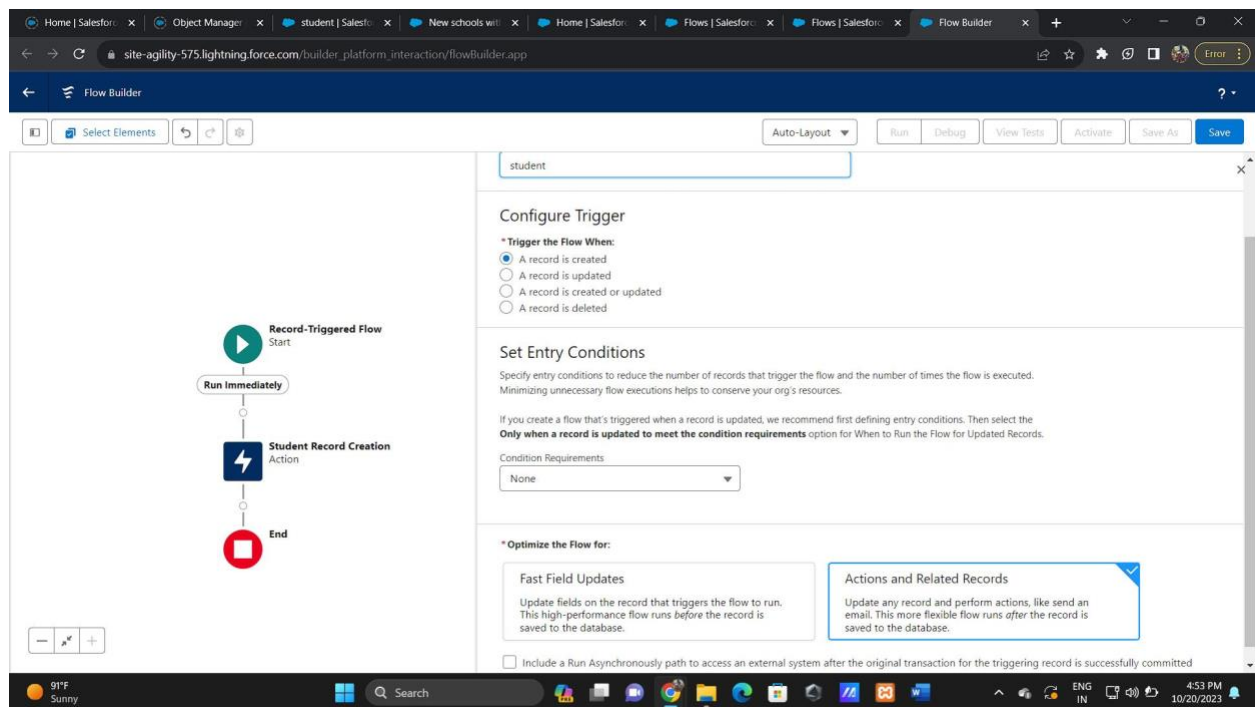 Home | Salesforc
Object Manager
student | Salesfo
New schools wit
Home | Salesforc
Flows | Salesforc
Flows | Salesforc
Flow Builder
site-agility-575.lightning.force.com/builder_platform_interaction/flowBuilder.app
Error
Flow Builder
?
Select Elements
Auto-Layout
Run
Debug
View Tests
Activate
Save As
Save
student
Configure Trigger
* Trigger the Flow When:
A record is created
A record is updated
A record is created or updated
A record is deleted
Record-Triggered Flow
Start
Run Immediately
Student Record Creation
Action
End
Set Entry Conditions
Specify entry conditions to reduce the number of records that trigger the flow and the number of times the flow is executed.
Minimizing unnecessary flow executions helps to conserve your org's resources.
If you create a flow that's triggered when a record is updated, we recommend first defining entry conditions. Then select the
Only when a record is updated to meet the condition requirements option for When to Run the Flow for Updated Records.
Condition Requirements
None
* Optimize the Flow for:
Fast Field Updates
Update fields on the record that triggers the flow to run.
This high-performance flow runs before the record is
saved to the database.
Actions and Related Records
Update any record and perform actions, like send an
email. This more flexible flow runs after the record is
saved to the database.
Include a Run Asynchronously path to access an external system after the original transaction for the triggering record is successfully committed
91°F
Sunny
Search
ENG
IN
4:53 PM
10/20/2023